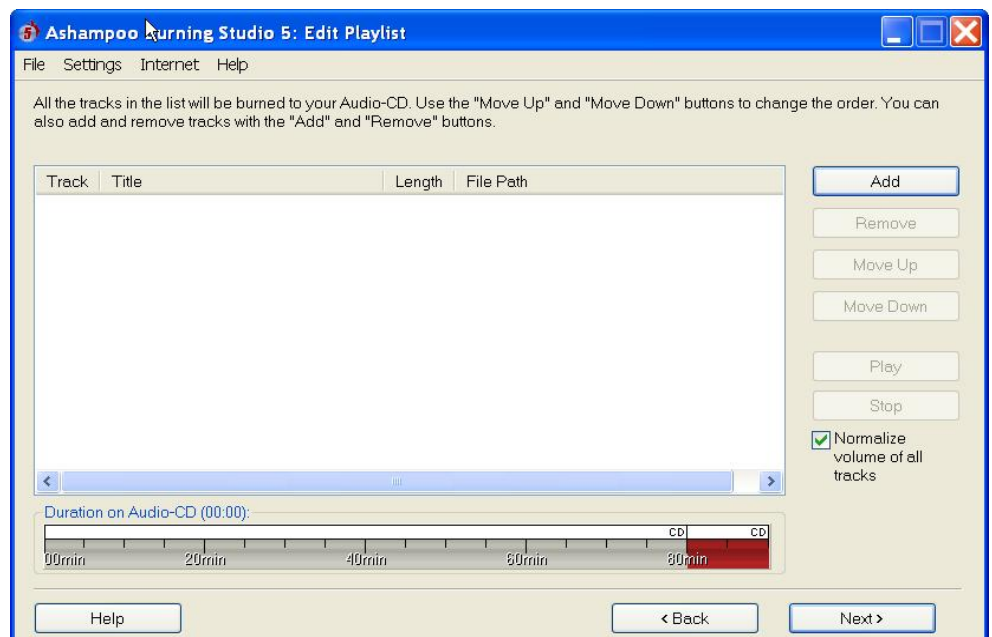 Ashampoo Burning Studio 5: Edit Playlist
File Settings Internet Help
All the tracks in the list will be burned to your Audio-CD. Use the "Move Up" and "Move Down" buttons to change the order. You can
also add and remove tracks with the "Add" and "Remove" buttons.
Track Title Length File Path
Add
Remove
Move Up
Move Down
Play
Stop
Normalize
volume of all
tracks
Duration on Audio-CD (00:00):
CD CD
00min 20min 40min 60min 80min
Help < Back Next >